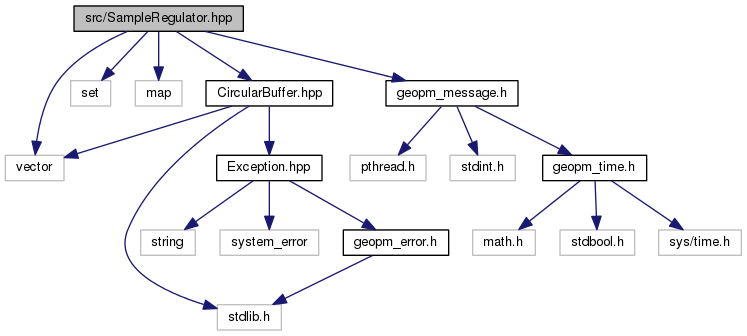 src/SampleRegulator.hpp
set
map
CircularBuffer.hpp
geopm_message.h
vector
Exception.hpp
pthread.h
stdint.h
geopm_time.h
string
system_error
geopm_error.h
math.h
stdbool.h
sys/time.h
stdlib.h